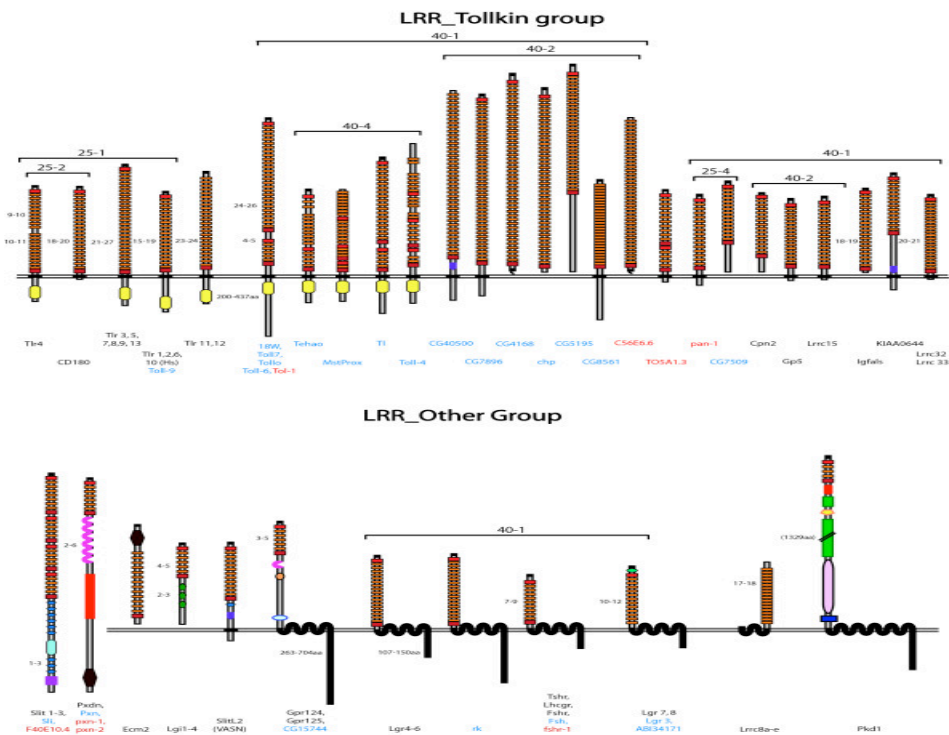 LRR_Tollkin group
40-1
40-2
40-4
40-1
25-1
25-2
25-4
40-2
9-10
10-11
18-20
21-27
15-19
23-24
24-26
4-5
18-19
20-21
200-437aa
Tlr4
CD180
Tlr 3, 5,
7,8,9, 13
Tlr 1,2,6,
10 (Hs)
Toll-9
Tlr 11,12
18W,
Toll7,
Tollo
Toll-6, Tol-1
Tehao
MstProx
Tl
Toll-4
CG40500
CG7896
CG4168
chp
CG5195
CG8561
C56E6.6
TO5A1.3
pan-1
CG7509
Cpn2
Gp5
Lrrc15
Igfals
KIAA0644
Lrrc32
Lrrc 33
LRR_Other Group
40-1
(1329aa)
2-6
4-5
2-3
3-5
7-9
10-12
17-18
1-3
263-704aa
107-150aa
Slit 1-3,
Sli,
F40E10.4
Pxdn,
Pxn,
pxn-1,
pxn-2
Ecm2
Lgi1-4
SlitL2
(VASN)
Gpr124,
Gpr125,
CG15744
Lgr4-6
rk
Tshr,
Lhcgr,
Fshr,
Fsh,
fshr-1
Lgr 7, 8
Lgr 3,
ABI34171
Lrrc8a-e
Pkd1